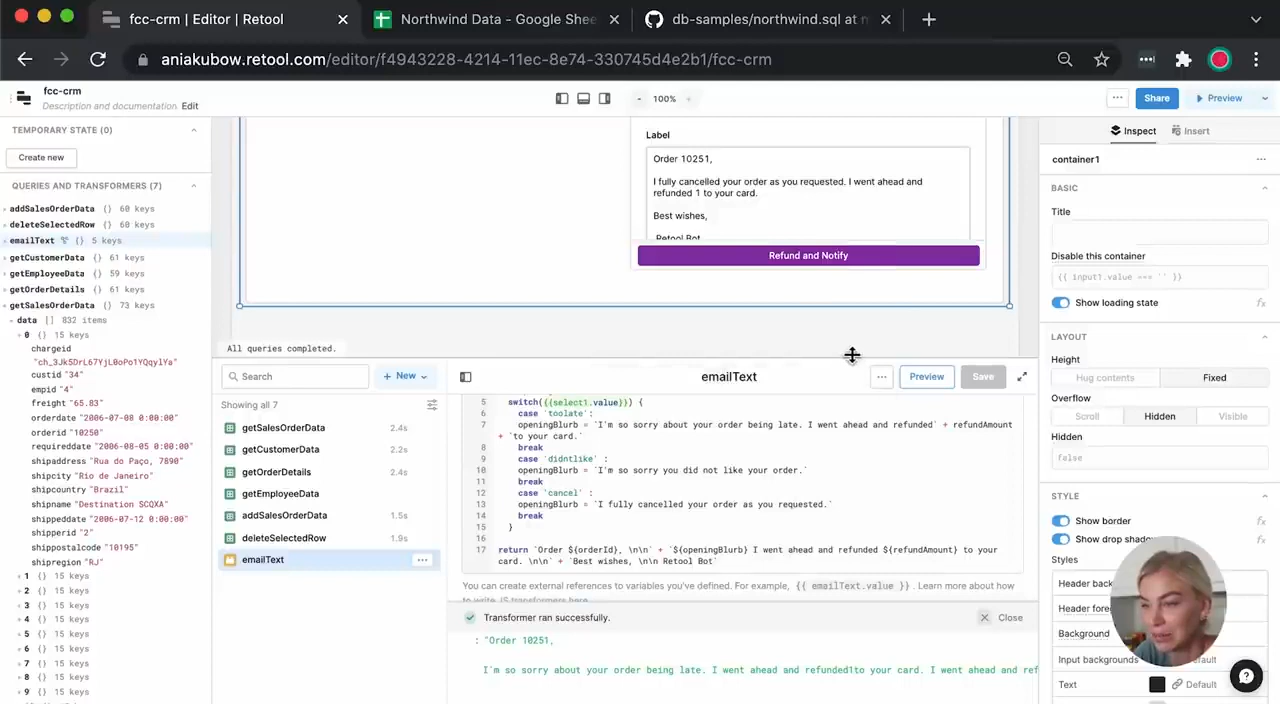 fcc-crm | Editor | Retool
Northwind Data - Google Shee
db-samples/northwind.sql at m
aniakubow.retool.com/editor/f4943228-4214-11ec-8e74-330745d4e2b1/fcc-crm
fcc-crm
Description and documentation. Edit
- 100% +
Share
Preview
TEMPORARY STATE (0)
Create new
QUERIES AND TRANSFORMERS (7)
addSalesOrderData {} 60 keys
deleteSelectedRow {} 60 keys
emailText {} 5 keys
getCustomerData {} 61 keys
getEmployeeData {} 59 keys
getOrderDetails {} 61 keys
getSalesOrderData {} 73 keys
data [] 832 items
0 {} 15 keys
chargeid
"ch_3Jk5DrL67YjL0oPo1YQqylYa"
custid "34"
empid "4"
freight "65.83"
orderdate "2006-07-08 0:00:00"
orderid "10250"
requireddate "2006-08-05 0:00:00"
shipaddress "Rua do Paço, 7890"
shipcity "Rio de Janeiro"
shipcountry "Brazil"
shipname "Destination SCQXA"
shippeddate "2006-07-12 0:00:00"
shipperid "2"
shippostalcode "10195"
shipregion "RJ"
1 {} 15 keys
2 {} 15 keys
3 {} 15 keys
4 {} 15 keys
5 {} 15 keys
6 {} 15 keys
7 {} 15 keys
8 {} 15 keys
9 {} 15 keys
Label
Order 10251,
I fully cancelled your order as you requested. I went ahead and
refunded 1 to your card.
Best wishes,
Retool Bot
Refund and Notify
All queries completed.
Search
+ New
Showing all 7
getSalesOrderData 2.4s
getCustomerData 2.2s
getOrderDetails 2.4s
getEmployeeData
addSalesOrderData 1.5s
deleteSelectedRow 1.9s
emailText
emailText
Preview
Save
5 switch({{select1.value}}) {
6 case `toolate`:
7 openingBlurb = `I'm so sorry about your order being late. I went ahead and refunded` + refundAmount
+ `to your card.`
8 break
9 case `didntlike` :
10 openingBlurb = `I'm so sorry you did not like your order.`
11 break
12 case `cancel` :
13 openingBlurb = `I fully cancelled your order as you requested.`
14 break
15 }
16
17 return `Order ${orderId}, \n\n` + `${openingBlurb} I went ahead and refunded ${refundAmount} to your
card. \n\n` + `Best wishes, \n\n Retool Bot`
You can create external references to variables you've defined. For example, {{ emailText.value }}. Learn more about how
to write JS transformers here
Transformer ran successfully.
Close
: "Order 10251,
I'm so sorry about your order being late. I went ahead and refunded1to your card. I went ahead and ref
Inspect
Insert
container1
BASIC
Title
Disable this container
{{ input1.value === '' }}
Show loading state
LAYOUT
Height
Hug contents
Fixed
Overflow
Scroll
Hidden
Visible
Hidden
false
STYLE
Show border
Show drop shadow
Styles
Header back
Header fore
Background
Input backgrounds
Text
Default